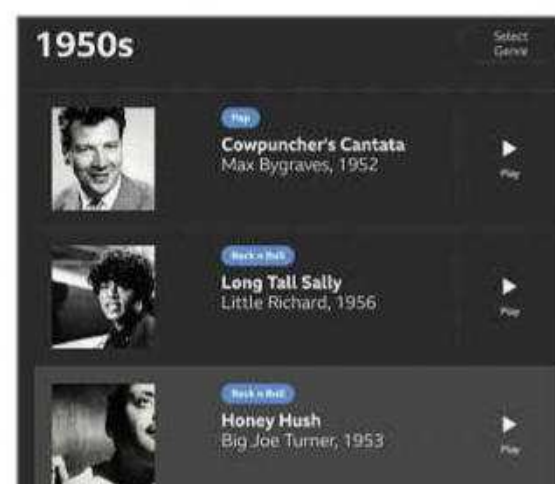 1950s
Select
Genre
Pop
Cowpuncher's Cantata
Max Bygraves, 1952
Play
Rock n Roll
Long Tall Sally
Little Richard, 1956
Play
Rock n Roll
Honey Hush
Big Joe Turner, 1953
Play